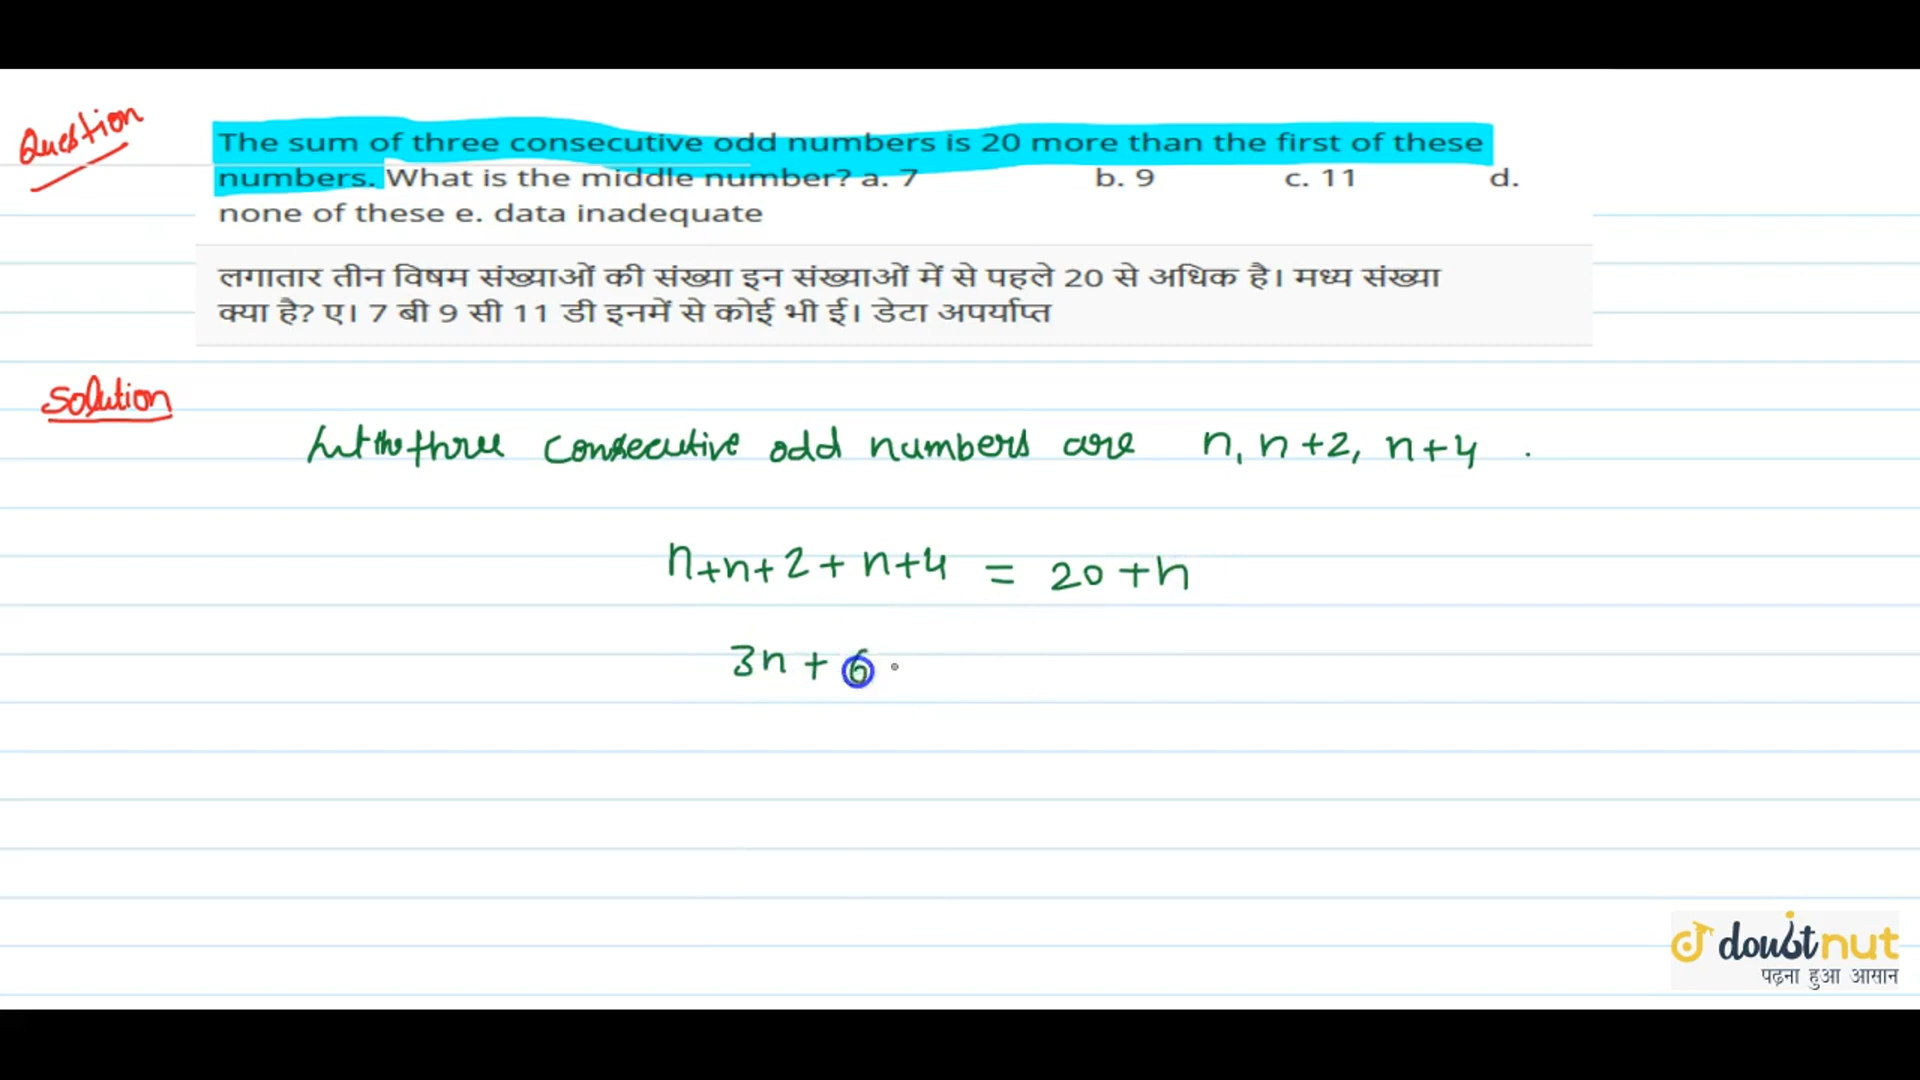 Question
The sum of three consecutive odd numbers is 20 more than the first of these
numbers. What is the middle number? a. 7 b. 9 c. 11 d.
none of these e. data inadequate
लगातार तीन विषम संख्याओं की संख्या इन संख्याओं में से पहले 20 से अधिक है। मध्य संख्या
क्या है? ए। 7 बी 9 सी 11 डी इनमें से कोई भी ई। डेटा अपर्याप्त
Solution
Let the three consecutive odd numbers are n, n+2, n+4 .
n+n+2+n+4 = 20+n
3n + 6
doubtnut
पढ़ना हुआ आसान